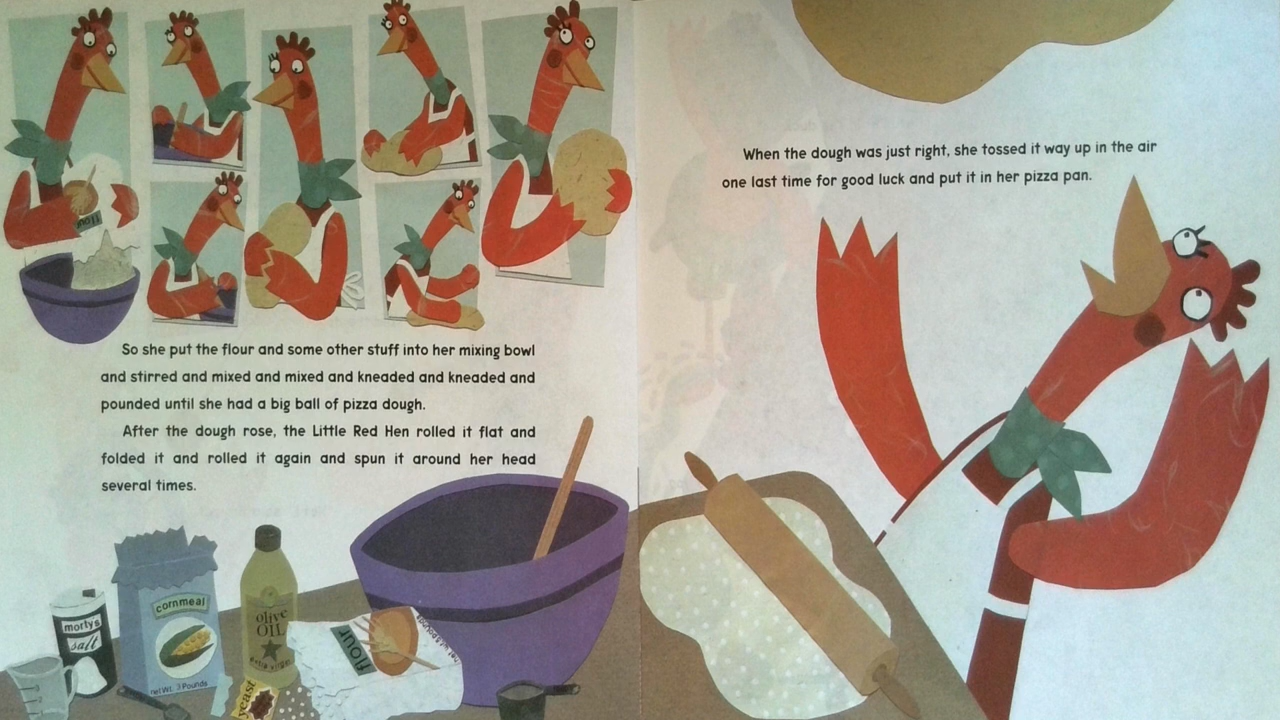 flour
So she put the flour and some other stuff into her mixing bowl
and stirred and mixed and mixed and kneaded and kneaded and
pounded until she had a big ball of pizza dough.
After the dough rose, the Little Red Hen rolled it flat and
folded it and rolled it again and spun it around her head
several times.
mortys
salt
cornmeal
net Wt. 3 Pounds
olive
OIL
extra virgin
yeast
flour
When the dough was just right, she tossed it way up in the air
one last time for good luck and put it in her pizza pan.